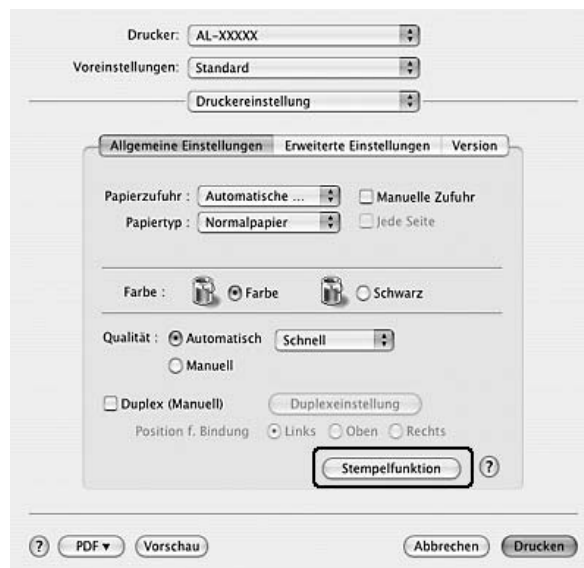 Drucker: AL-XXXXX
Voreinstellungen: Standard
Druckereinstellung
Allgemeine Einstellungen Erweiterte Einstellungen Version
Papierzufuhr : Automatische ... Manuelle Zufuhr
Papiertyp : Normalpapier Jede Seite
Farbe : Farbe Schwarz
Qualität : Automatisch Schnell
Manuell
Duplex (Manuell) Duplexeinstellung
Position f. Bindung Links Oben Rechts
Stempelfunktion ?
? PDF ▾ Vorschau Abbrechen Drucken